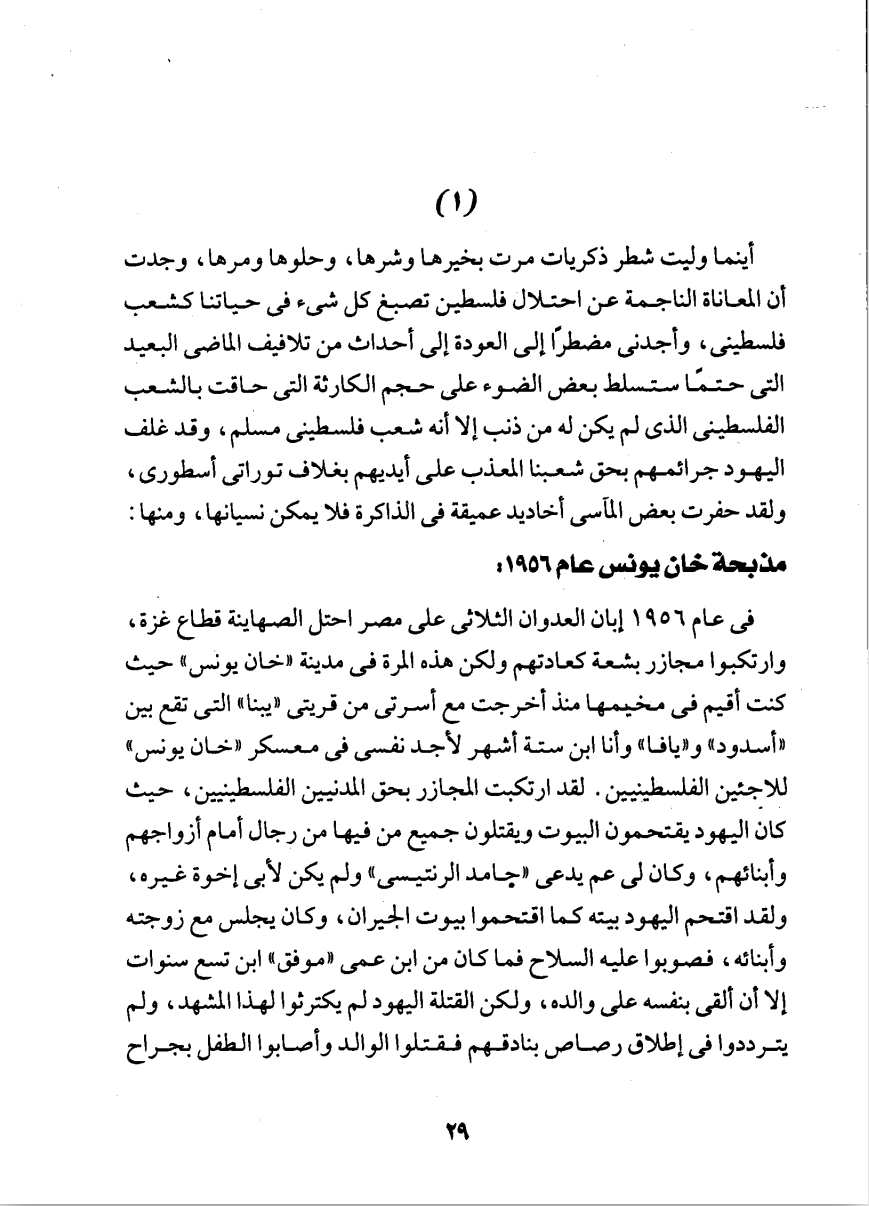 (١)
أينما وليت شطر ذكريات مرت بخيرها وشرها، وحلوها ومرها، وجدت
أن المعاناة الناجمة عن احتلال فلسطين تصبغ كل شىء فى حياتنا كشعب
فلسطينى، وأجدنى مضطرًا إلى العودة إلى أحداث من تلافيف الماضى البعيد
التى حتمًا ستسلط بعض الضوء على حجم الكارثة التى حاقت بالشعب
الفلسطينى الذى لم يكن له من ذنب إلا أنه شعب فلسطينى مسلم، وقد غلف
اليهود جرائمهم بحق شعبنا المعذب على أيديهم بغلاف توراتى أسطورى،
ولقد حفرت بعض المآسى أخاديد عميقة فى الذاكرة فلا يمكن نسيانها، ومنها:
مذبحة خان يونس عام ١٩٥٦:
فى عام ١٩٥٦ إبان العدوان الثلاثى على مصر احتل الصهاينة قطاع غزة،
وارتكبوا مجازر بشعة كعادتهم ولكن هذه المرة فى مدينة «خان يونس» حيث
كنت أقيم فى مخيمها منذ أخرجت مع أسرتى من قريتى «يبنا» التى تقع بين
«أسدود» و«يافا» وأنا ابن ستة أشهر لأجد نفسى فى معسكر «خان يونس»
للاجئين الفلسطينيين. لقد ارتكبت المجازر بحق المدنيين الفلسطينيين، حيث
كان اليهود يقتحمون البيوت ويقتلون جميع من فيها من رجال أمام أزواجهم
وأبنائهم، وكان لى عم يدعى «حامد الرنتيسى» ولم يكن لأبى إخوة غيره،
ولقد اقتحم اليهود بيته كما اقتحموا بيوت الجيران، وكان يجلس مع زوجته
وأبنائه، فصوبوا عليه السلاح فما كان من ابن عمى «موفق» ابن تسع سنوات
إلا أن ألقى بنفسه على والده، ولكن القتلة اليهود لم يكترثوا لهذا المشهد، ولم
يترددوا فى إطلاق رصاص بنادقهم فقتلوا الوالد وأصابوا الطفل بجراح
٢٩